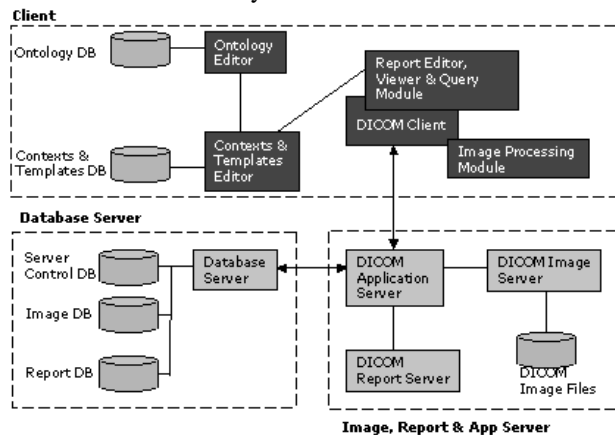 Client
Ontology DB
Ontology
Editor
Report Editor,
Viewer & Query
Module
DICOM Client
Contexts &
Templates DB
Contexts &
Templates
Editor
Image Processing
Module
Database Server
Server
Control DB
Database
Server
DICOM
Application
Server
DICOM Image
Server
Image DB
Report DB
DICOM
Report Server
DICOM
Image Files
Image, Report & App Server